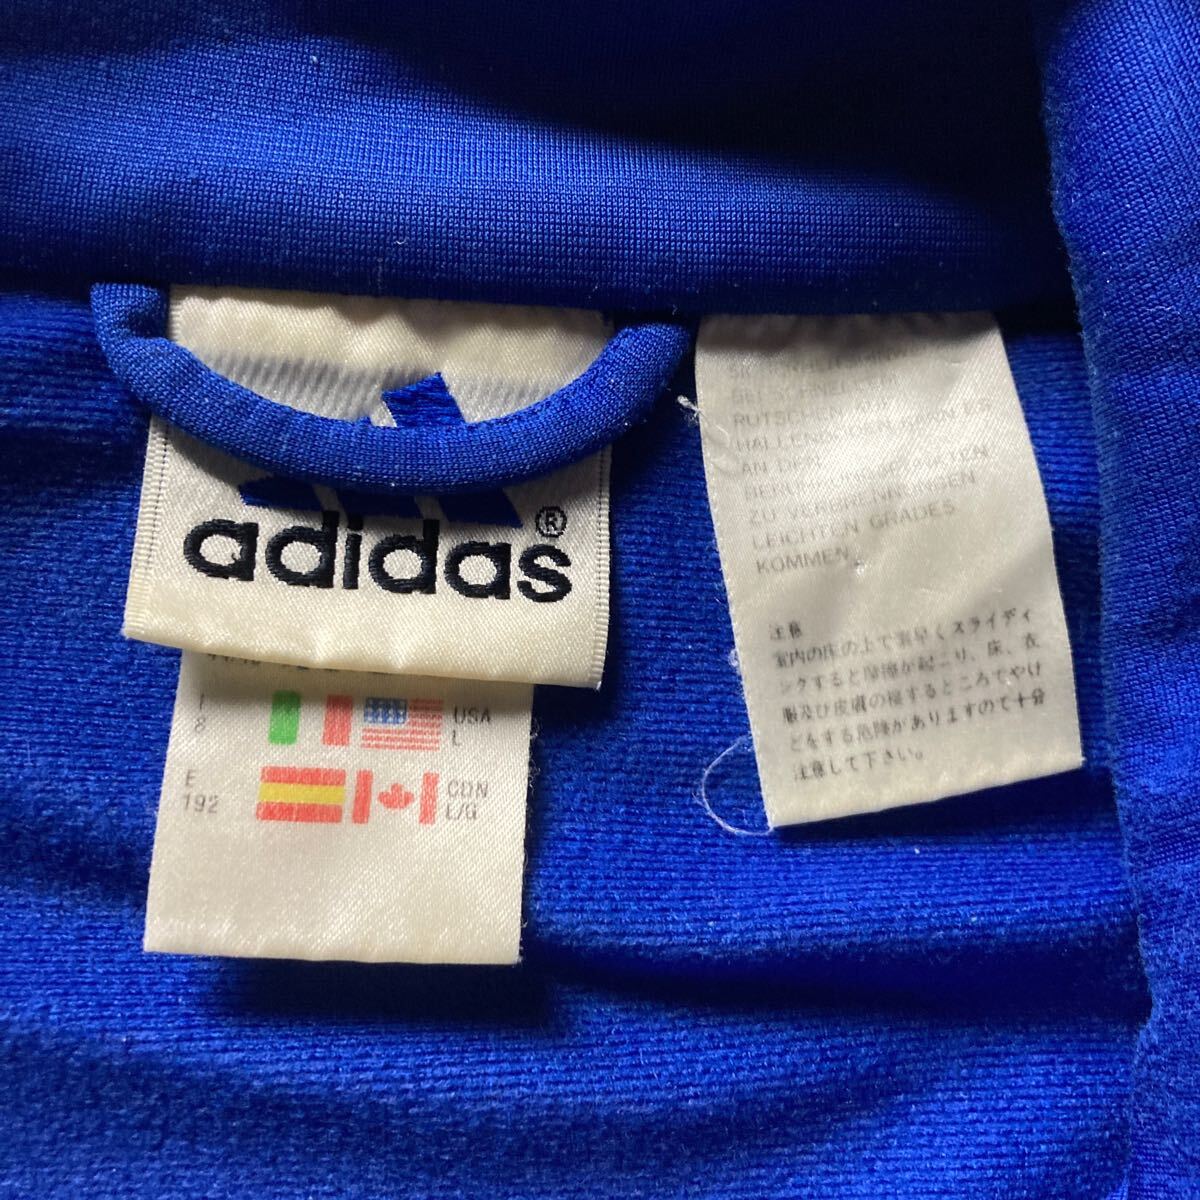 adidas®
I
8
USA
L
E
192
CDN
L/G
BEI SCHNELLEM
RUTSCHEN AUF
HALLENBÖDEN KANN ES
AN DEN
ZU VERBRENNUNGEN
LEICHTEN GRADES
KOMMEN.
注意
室内の床の上で素早くスライディ
ングすると摩擦が起こり、床、衣
服及び皮膚の接するところでやけ
どをする危険がありますので十分
注意して下さい。